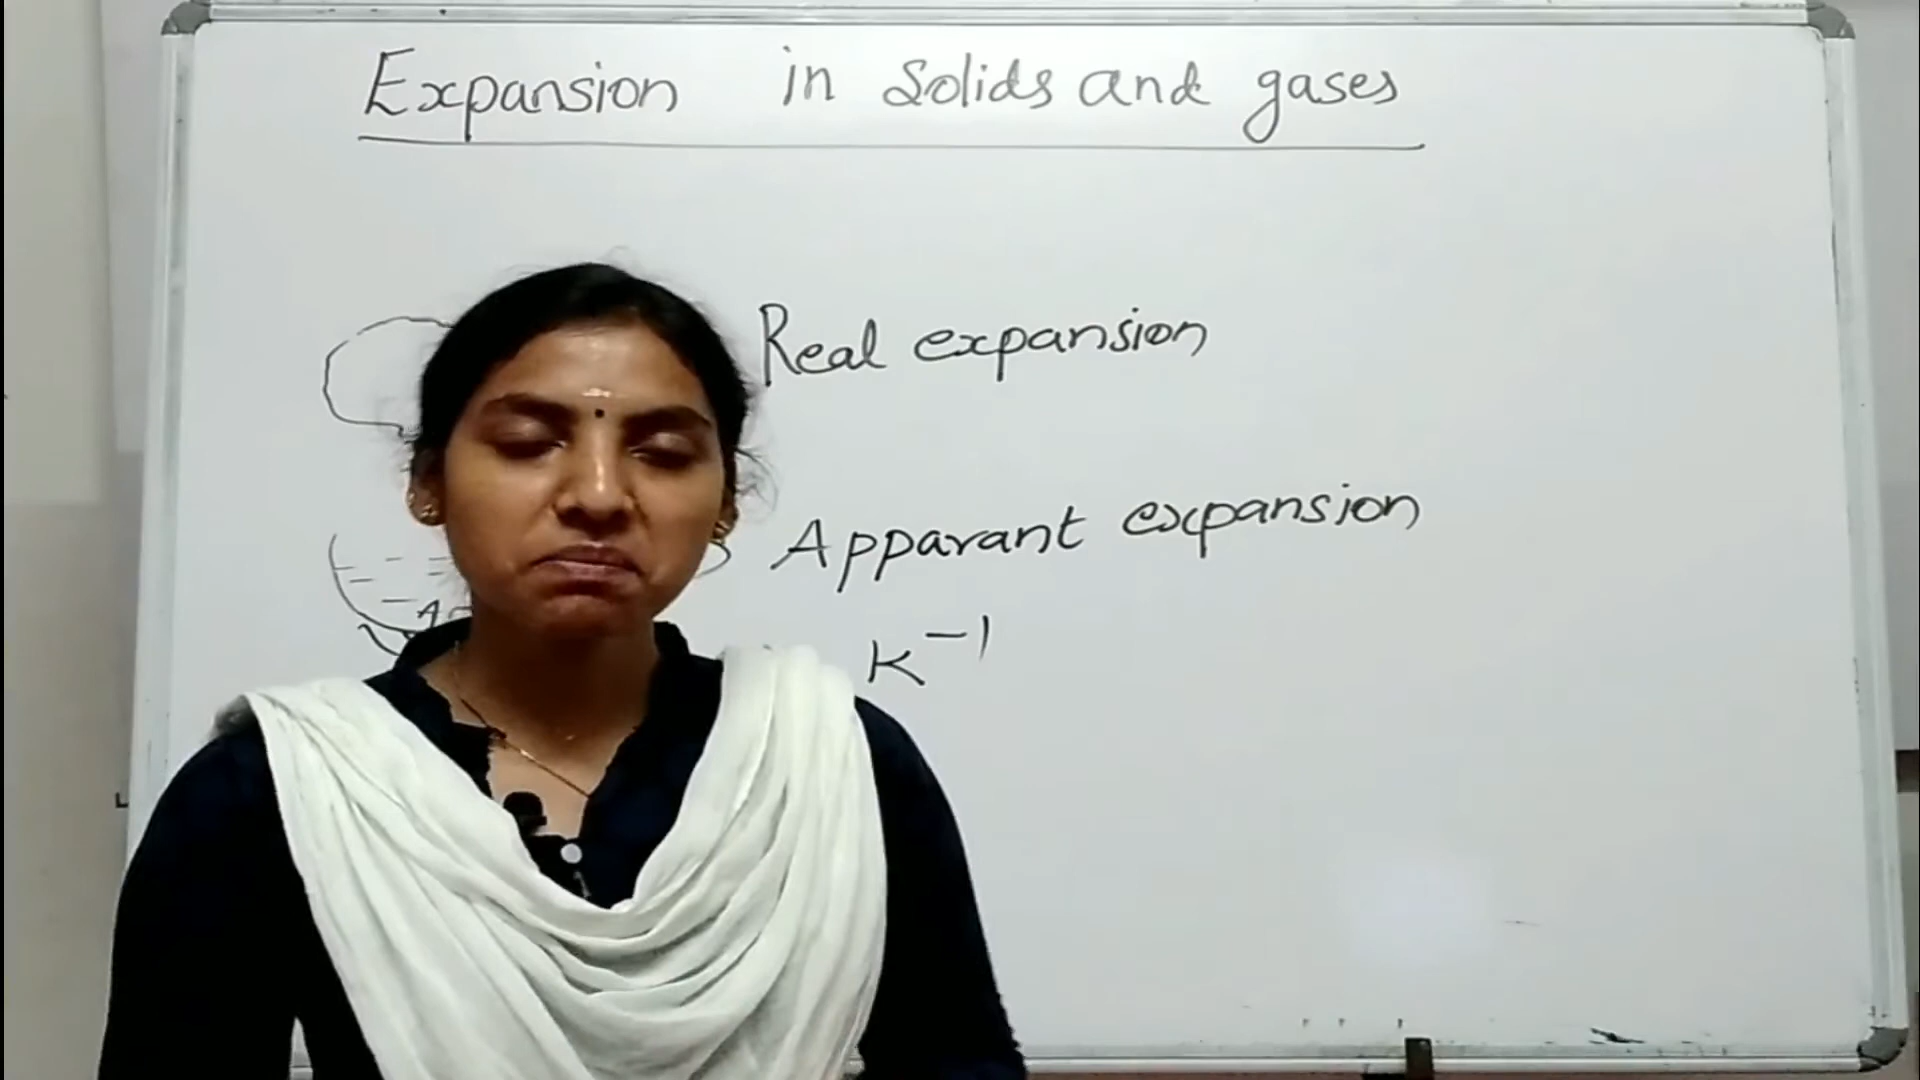 Expansion in solids and gases
Real expansion
Apparant expansion
K⁻¹